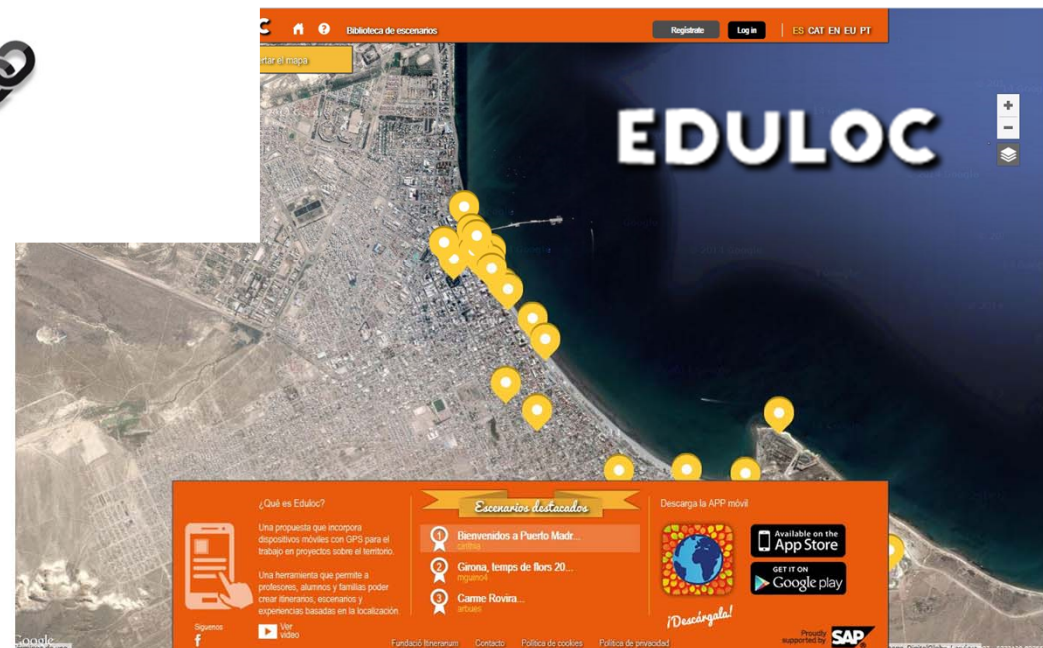 Biblioteca de escenarios
Regístrate
Log in
ES CAT EN EU PT
el mapa
EDULOC
¿Qué es Eduloc?
Una propuesta que incorpora
dispositivos móviles con GPS para el
trabajo en proyectos sobre el territorio.
Una herramienta que permite a
profesores, alumnos y familias poder
crear itinerarios, escenarios y
experiencias basadas en la localización.
Síguenos
Ver
vídeo
Escenarios destacados
1
Bienvenidos a Puerto Madr...
cinthia
2
Girona, temps de flors 20...
mguino4
3
Carme Rovira...
arbues
Descarga la APP móvil
Available on the
App Store
GET IT ON
Google play
¡Descárgala!
Proudly
supported by SAP
Fundació Itinerarium Contacto Política de cookies Política de privacidad
Google